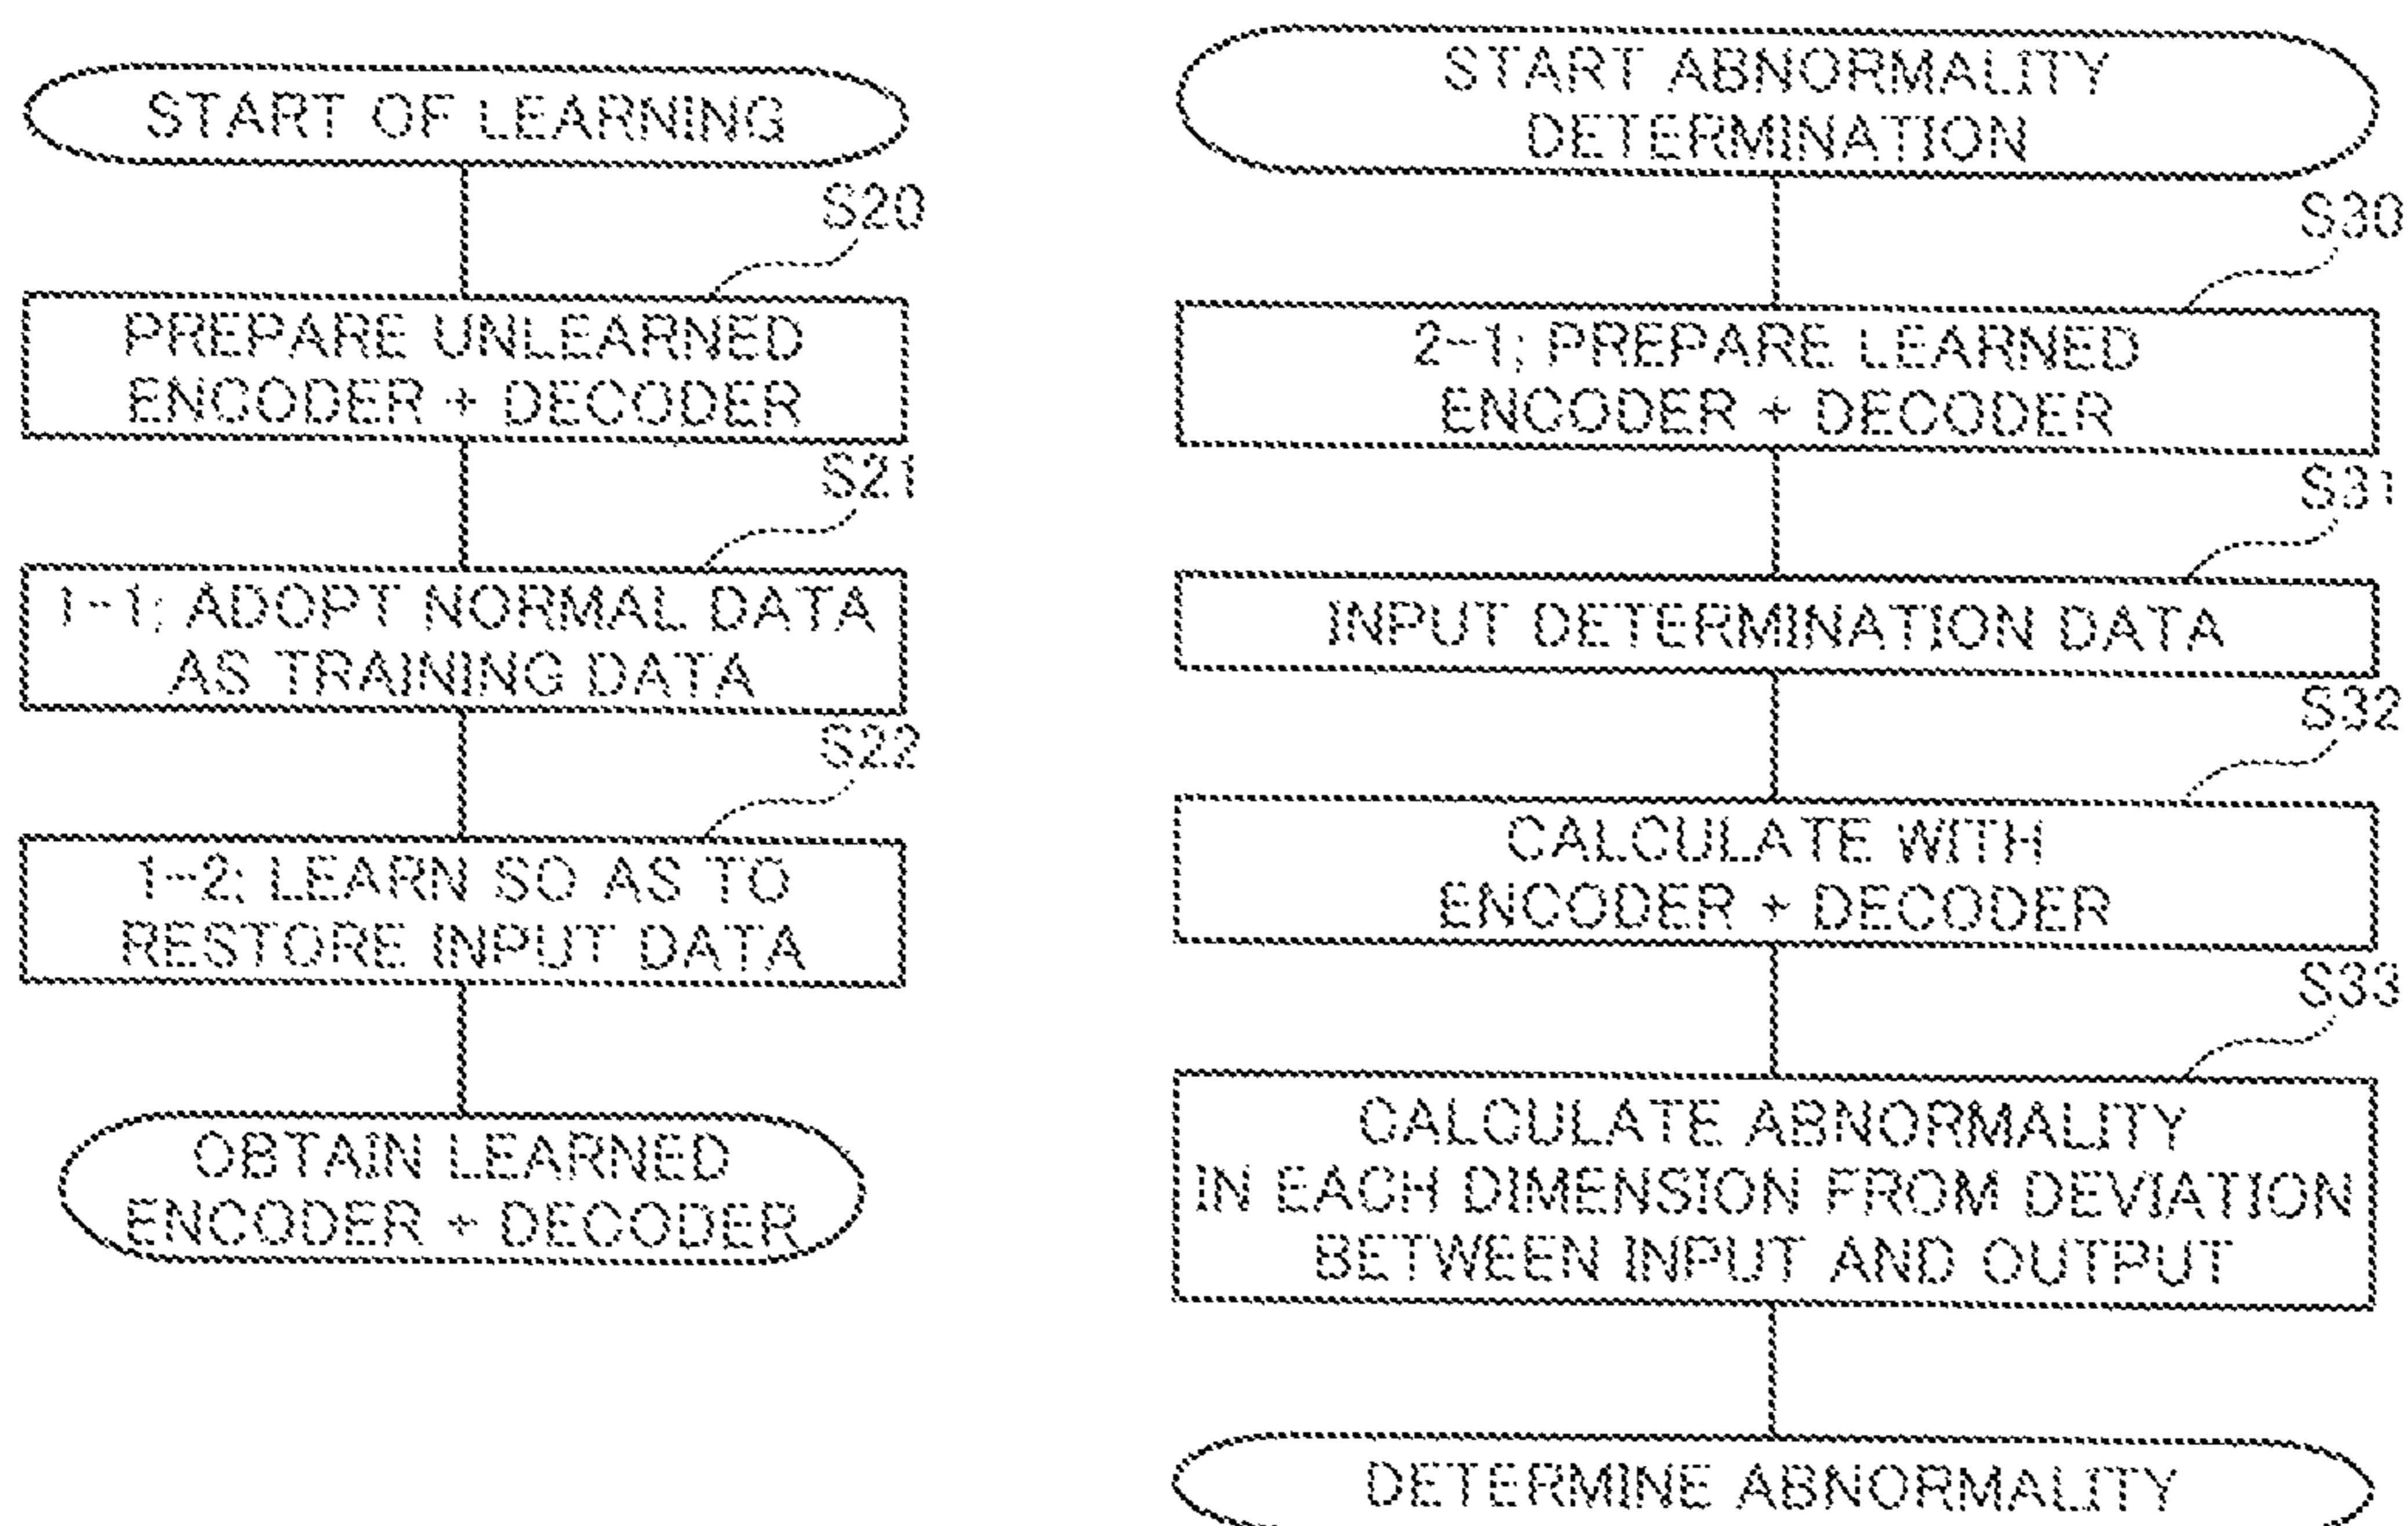 START OF LEARNING
S20
PREPARE UNLEARNED
ENCODER + DECODER
S21
1-1; ADOPT NORMAL DATA
AS TRAINING DATA
S22
1-2; LEARN SO AS TO
RESTORE INPUT DATA
OBTAIN LEARNED
ENCODER + DECODER
START ABNORMALITY
DETERMINATION
S30
2-1; PREPARE LEARNED
ENCODER + DECODER
S31
INPUT DETERMINATION DATA
S32
CALCULATE WITH
ENCODER + DECODER
S33
CALCULATE ABNORMALITY
IN EACH DIMENSION FROM DEVIATION
BETWEEN INPUT AND OUTPUT
DETERMINE ABNORMALITY